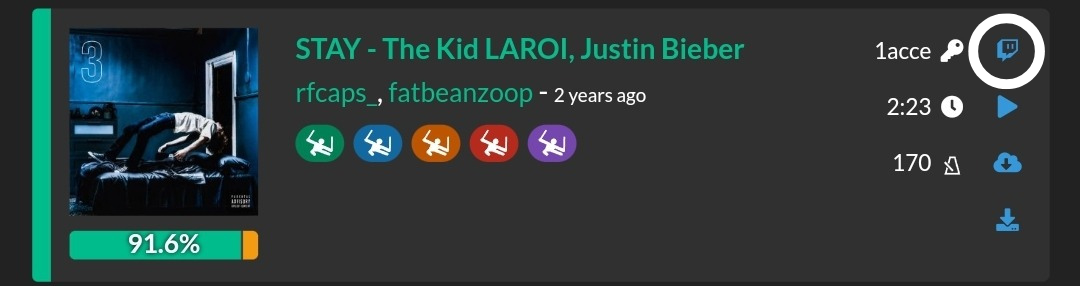 3
STAY - The Kid LAROI, Justin Bieber
rfcaps_, fatbeanzoop - 2 years ago
91.6%
1acce
2:23
170